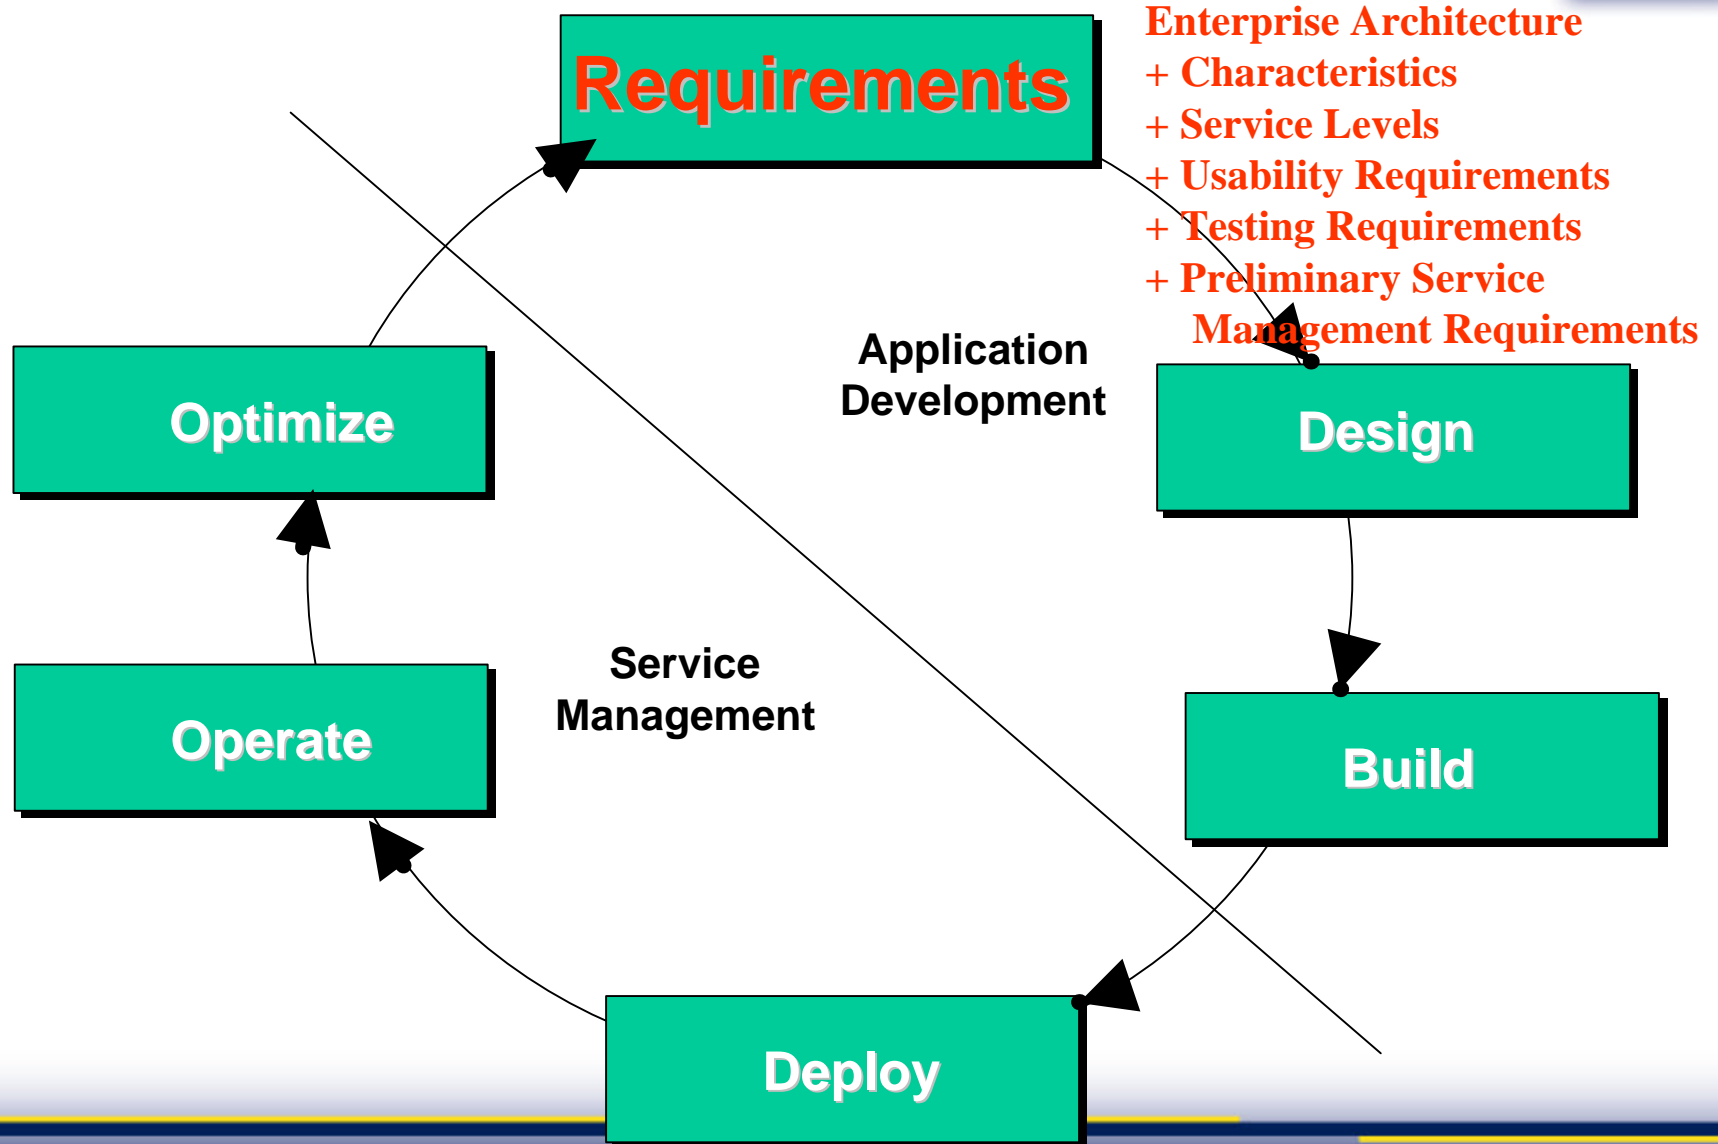 Requirements
Enterprise Architecture
+ Characteristics
+ Service Levels
+ Usability Requirements
+ Testing Requirements
+ Preliminary Service
Management Requirements
Application
Development
Optimize
Design
Service
Management
Operate
Build
Deploy